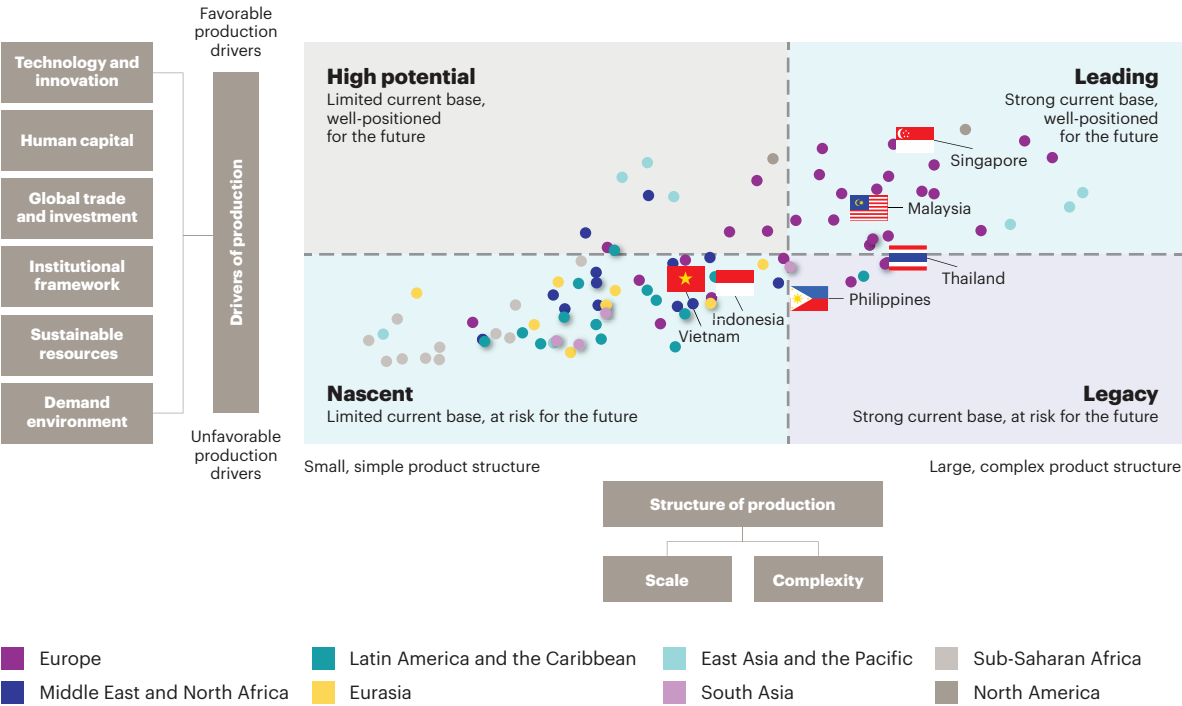 Favorable
production
drivers
Technology and
innovation
Human capital
Global trade
and investment
Institutional
framework
Sustainable
resources
Demand
environment
Drivers of production
Unfavorable
production
drivers
High potential
Limited current base,
well-positioned
for the future
Leading
Strong current base,
well-positioned
for the future
Singapore
Malaysia
Thailand
Philippines
Indonesia
Vietnam
Nascent
Limited current base, at risk for the future
Legacy
Strong current base, at risk for the future
Small, simple product structure
Large, complex product structure
Structure of production
Scale
Complexity
Europe
Latin America and the Caribbean
East Asia and the Pacific
Sub-Saharan Africa
Middle East and North Africa
Eurasia
South Asia
North America